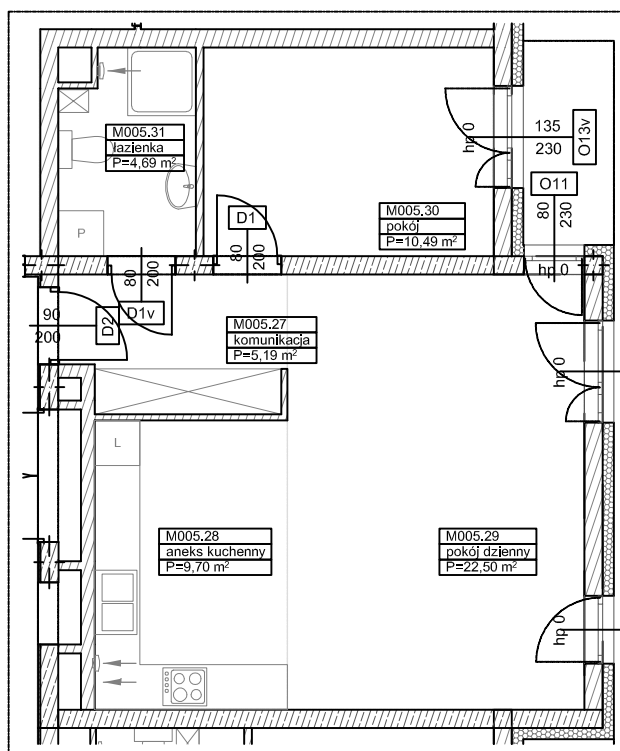 M005.31
łazienka
P=4,69 m²
P
D1
80
200
M005.30
pokój
P=10,49 m²
hp 0
135
230
O13v
O11
80
230
hp 0
80
200
D1v
90
200
D2
M005.27
komunikacja
P=5,19 m²
hp 0
L
M005.28
aneks kuchenny
P=9,70 m²
M005.29
pokój dzienny
P=22,50 m²
hp 0